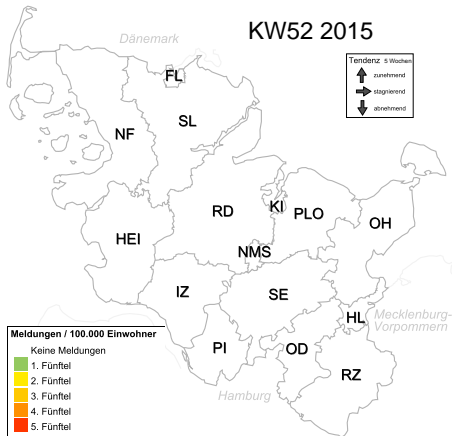 KW52 2015
Dänemark
Tendenz 5 Wochen
zunehmend
stagnierend
abnehmend
FL
SL
NF
RD
KI
PLO
OH
HEI
NMS
IZ
SE
HL
Mecklenburg-
Vorpommern
PI
OD
RZ
Hamburg
Meldungen / 100.000 Einwohner
Keine Meldungen
1. Fünftel
2. Fünftel
3. Fünftel
4. Fünftel
5. Fünftel